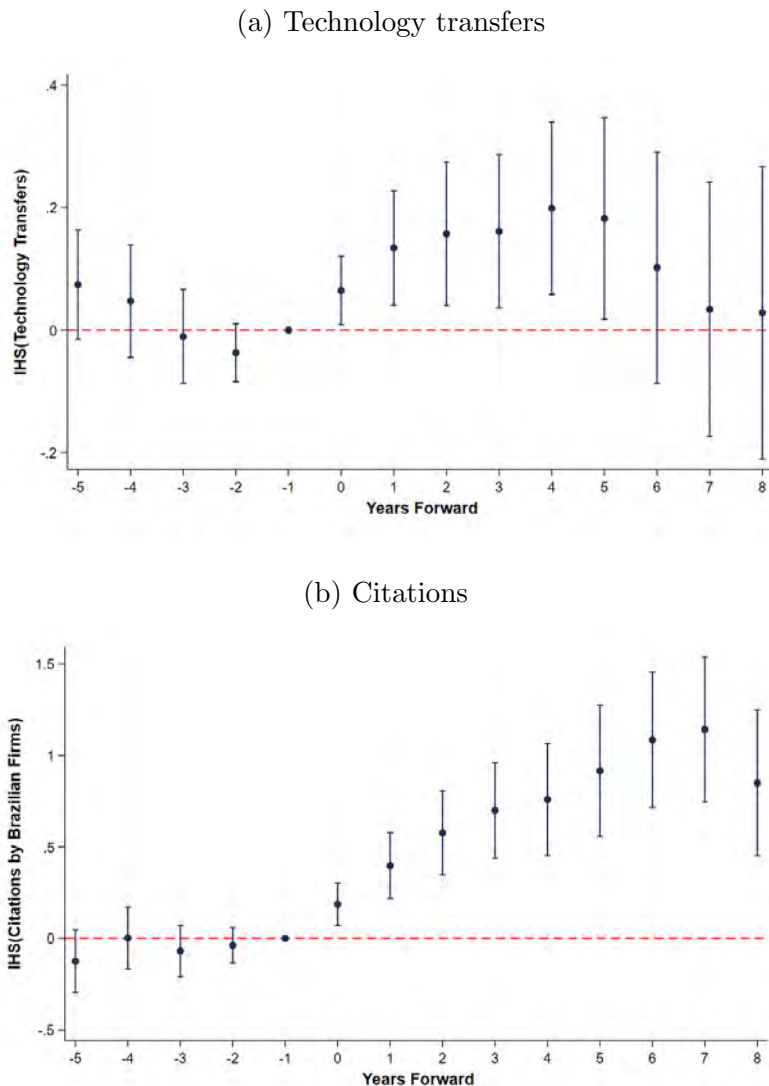 (a) Technology transfers
.4
.2
0
-.2
IHS(Technology Transfers)
-5 -4 -3 -2 -1 0 1 2 3 4 5 6 7 8
Years Forward
(b) Citations
1.5
1
.5
0
-.5
IHS(Citations by Brazilian Firms)
-5 -4 -3 -2 -1 0 1 2 3 4 5 6 7 8
Years Forward